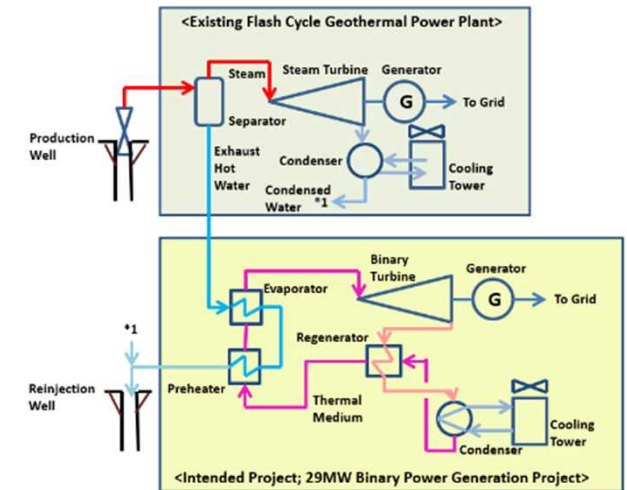 <Existing Flash Cycle Geothermal Power Plant>
Steam
Steam Turbine
Generator
G
To Grid
Separator
Production
Well
Exhaust
Hot
Water
Condenser
Cooling
Tower
Condensed
Water *1
Binary
Turbine
Generator
Evaporator
G
To Grid
*1
Regenerator
Reinjection
Well
Preheater
Thermal
Medium
Cooling
Tower
Condenser
<Intended Project; 29MW Binary Power Generation Project>